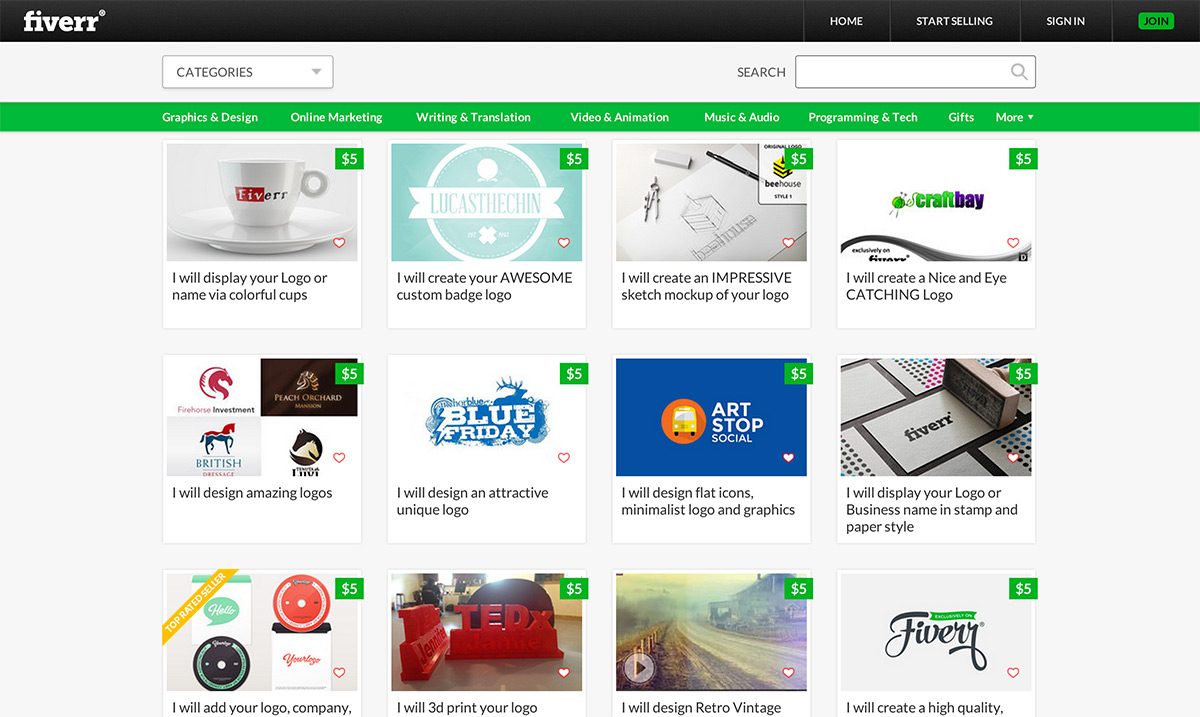 fiverr®
HOME
START SELLING
SIGN IN
JOIN
CATEGORIES
SEARCH
Graphics & Design
Online Marketing
Writing & Translation
Video & Animation
Music & Audio
Programming & Tech
Gifts
More
$5
Fiverr
I will display your Logo or
name via colorful cups
$5
LUCASTHECHIN
EST
I will create your AWESOME
custom badge logo
$5
ORIGINAL LOGO
beehouse
STYLE 1
beehouse
I will create an IMPRESSIVE
sketch mockup of your logo
$5
craftbay
exclusively on
fiverr
D
I will create a Nice and Eye
CATCHING Logo
$5
Firehorse Investment
PEACH ORCHARD
MANSION
BRITISH
DRESSAGE
I will design amazing logos
$5
BLUE
FRIDAY
I will design an attractive
unique logo
$5
ART
STOP
SOCIAL
I will design flat icons,
minimalist logo and graphics
$5
fiverr
I will display your Logo or
Business name in stamp and
paper style
$5
TOP RATED SELLER
Hello
Yourlogo
Yourlogo
I will add your logo, company,
$5
TEDx
Jennifer
I will 3d print your logo
$5
I will design Retro Vintage
$5
EXCLUSIVELY ON
Fiverr
I will create a high quality,